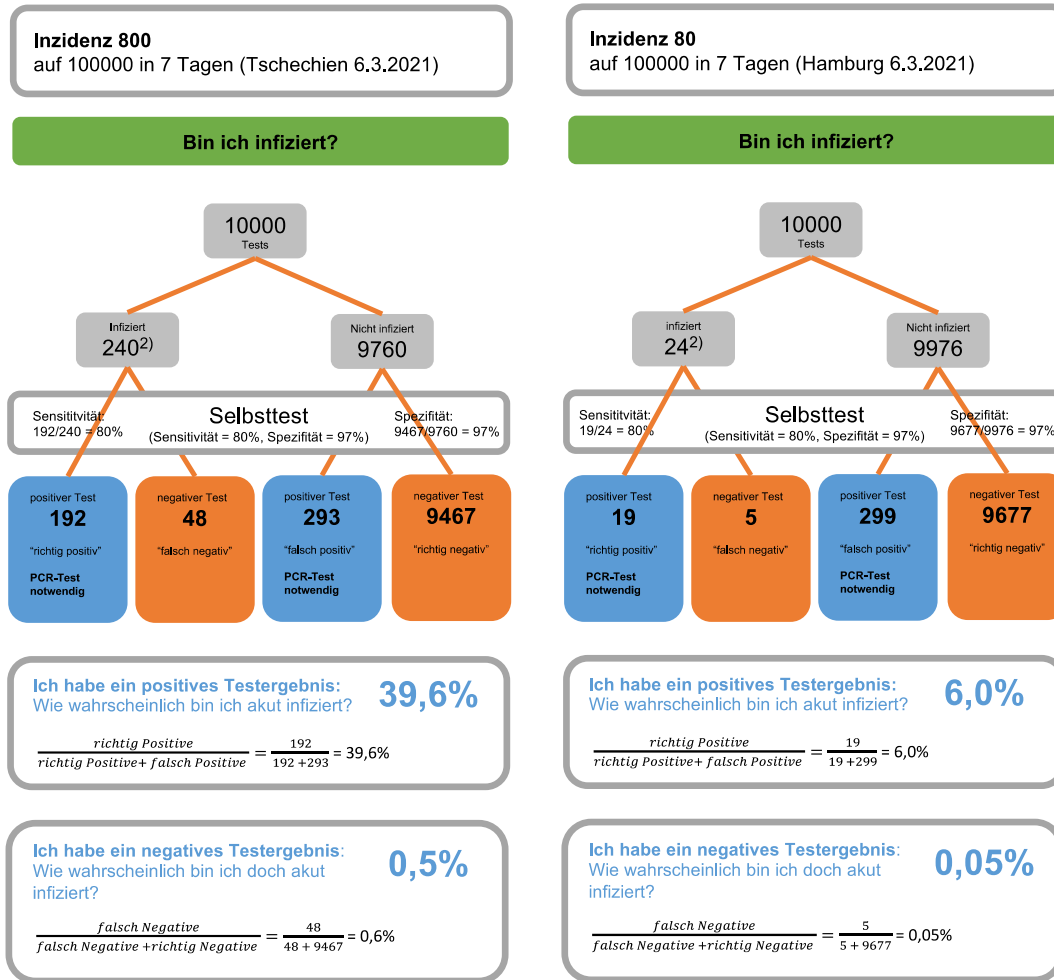 Inzidenz 800
auf 100000 in 7 Tagen (Tschechien 6.3.2021)
Bin ich infiziert?
10000
Tests
Infiziert
240²⁾
Nicht infiziert
9760
Sensititvität:
192/240 = 80%
Selbsttest
(Sensitivität = 80%, Spezifität = 97%)
Spezifität:
9467/9760 = 97%
positiver Test
192
"richtig positiv"
PCR-Test
notwendig
negativer Test
48
"falsch negativ"
positiver Test
293
"falsch positiv"
PCR-Test
notwendig
negativer Test
9467
"richtig negativ"
Ich habe ein positives Testergebnis:
Wie wahrscheinlich bin ich akut infiziert?
39,6%
richtig Positive / richtig Positive+ falsch Positive = 192 / 192 +293 = 39,6%
Ich habe ein negatives Testergebnis:
Wie wahrscheinlich bin ich doch akut
infiziert?
0,5%
falsch Negative / falsch Negative +richtig Negative = 48 / 48 + 9467 = 0,6%
Inzidenz 80
auf 100000 in 7 Tagen (Hamburg 6.3.2021)
Bin ich infiziert?
10000
Tests
infiziert
24²⁾
Nicht infiziert
9976
Sensititvität:
19/24 = 80%
Selbsttest
(Sensitivität = 80%, Spezifität = 97%)
Spezifität:
9677/9976 = 97%
positiver Test
19
"richtig positiv"
PCR-Test
notwendig
negativer Test
5
"falsch negativ"
positiver Test
299
"falsch positiv"
PCR-Test
notwendig
negativer Test
9677
"richtig negativ"
Ich habe ein positives Testergebnis:
Wie wahrscheinlich bin ich akut infiziert?
6,0%
richtig Positive / richtig Positive+ falsch Positive = 19 / 19 +299 = 6,0%
Ich habe ein negatives Testergebnis:
Wie wahrscheinlich bin ich doch akut
infiziert?
0,05%
falsch Negative / falsch Negative +richtig Negative = 5 / 5 + 9677 = 0,05%